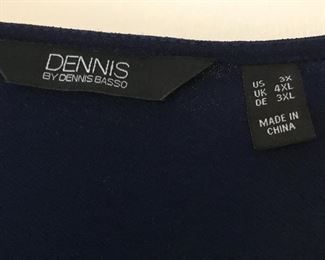 DENNIS
BY DENNIS BASSO
US 3X
UK 4XL
DE 3XL
MADE IN
CHINA